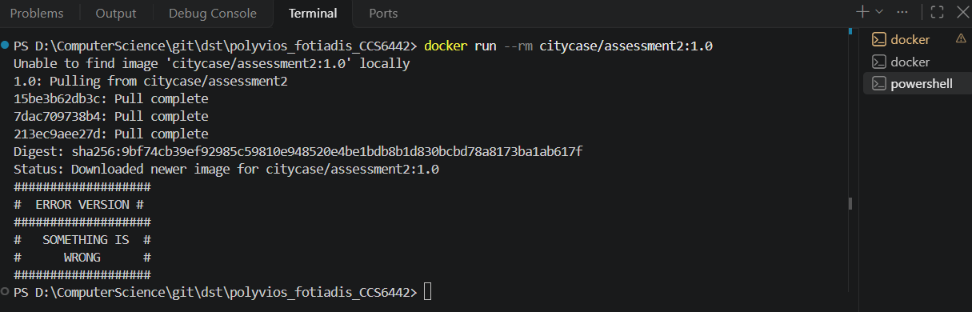 Problems Output Debug Console Terminal Ports
PS D:\ComputerScience\git\dst\polyvios_fotiadis_CCS6442> docker run --rm citycase/assessment2:1.0
Unable to find image 'citycase/assessment2:1.0' locally
1.0: Pulling from citycase/assessment2
15be3b62db3c: Pull complete
7dac709738b4: Pull complete
213ec9aee27d: Pull complete
Digest: sha256:9bf74cb39ef92985c59810e948520e4be1bdb8b1d830bcbd78a8173ba1ab617f
Status: Downloaded newer image for citycase/assessment2:1.0
###################
#  ERROR VERSION #
###################
#   SOMETHING IS  #
#      WRONG      #
###################
PS D:\ComputerScience\git\dst\polyvios_fotiadis_CCS6442>
docker
docker
powershell